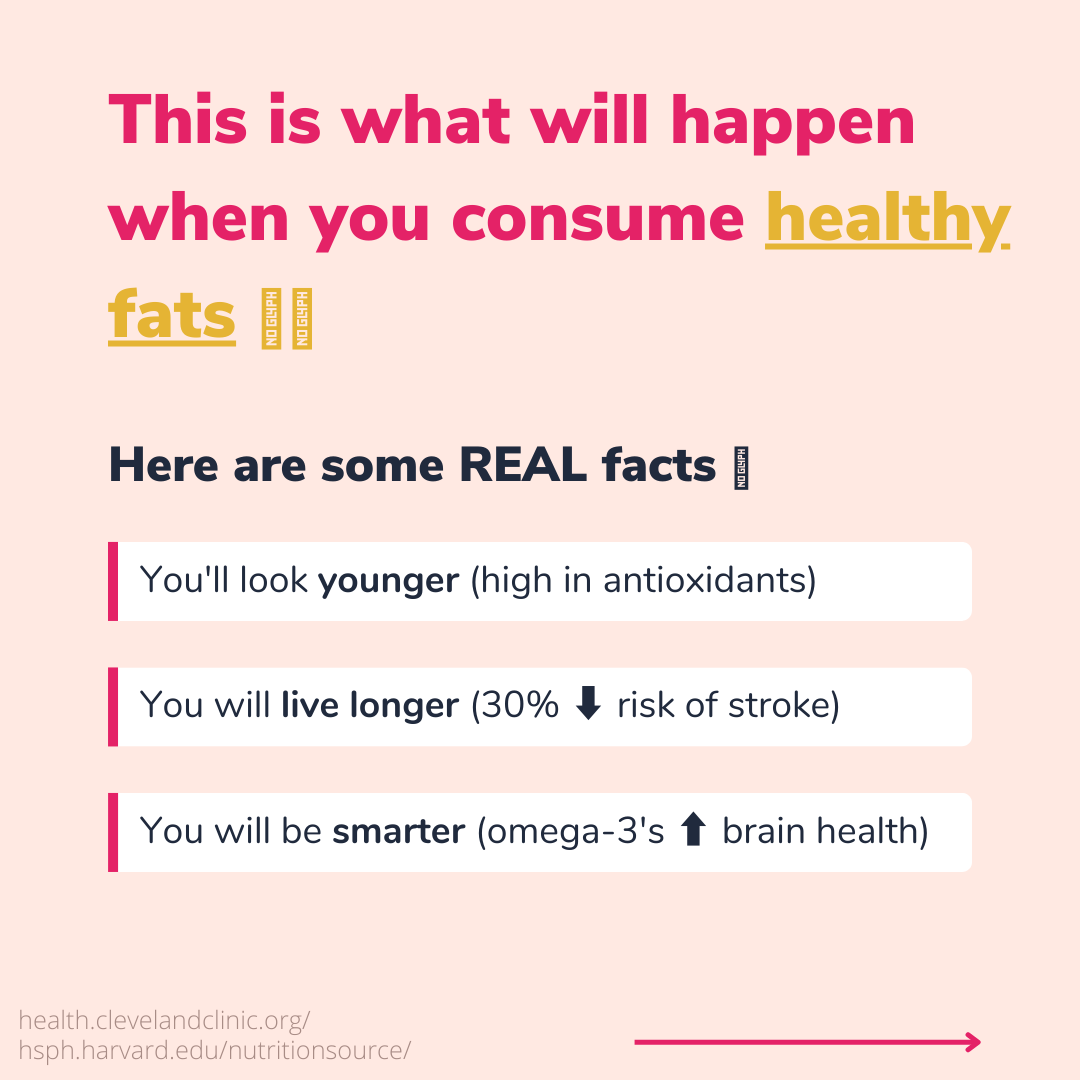 This is what will happen
when you consume healthy
fats
Here are some REAL facts
You'll look younger (high in antioxidants)
You will live longer (30% ⬇ risk of stroke)
You will be smarter (omega-3's ⬆ brain health)
health.clevelandclinic.org/
hsph.harvard.edu/nutritionsource/